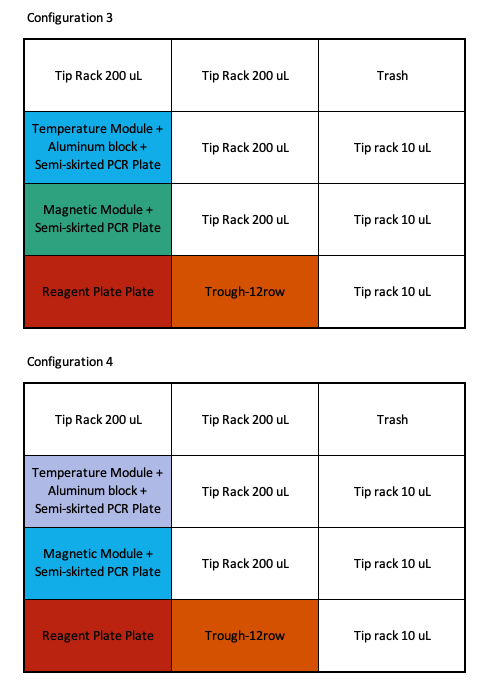 Configuration 3
Tip Rack 200 uL
Tip Rack 200 uL
Trash
Temperature Module +
Aluminum block +
Semi-skirted PCR Plate
Tip Rack 200 uL
Tip rack 10 uL
Magnetic Module +
Semi-skirted PCR Plate
Tip Rack 200 uL
Tip rack 10 uL
Reagent Plate Plate
Trough-12row
Tip rack 10 uL
Configuration 4
Tip Rack 200 uL
Tip Rack 200 uL
Trash
Temperature Module +
Aluminum block +
Semi-skirted PCR Plate
Tip Rack 200 uL
Tip rack 10 uL
Magnetic Module +
Semi-skirted PCR Plate
Tip Rack 200 uL
Tip rack 10 uL
Reagent Plate Plate
Trough-12row
Tip rack 10 uL